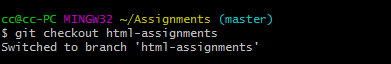 cc@cc-PC MINGW32 ~/Assignments (master)
$ git checkout html-assignments
Switched to branch 'html-assignments'